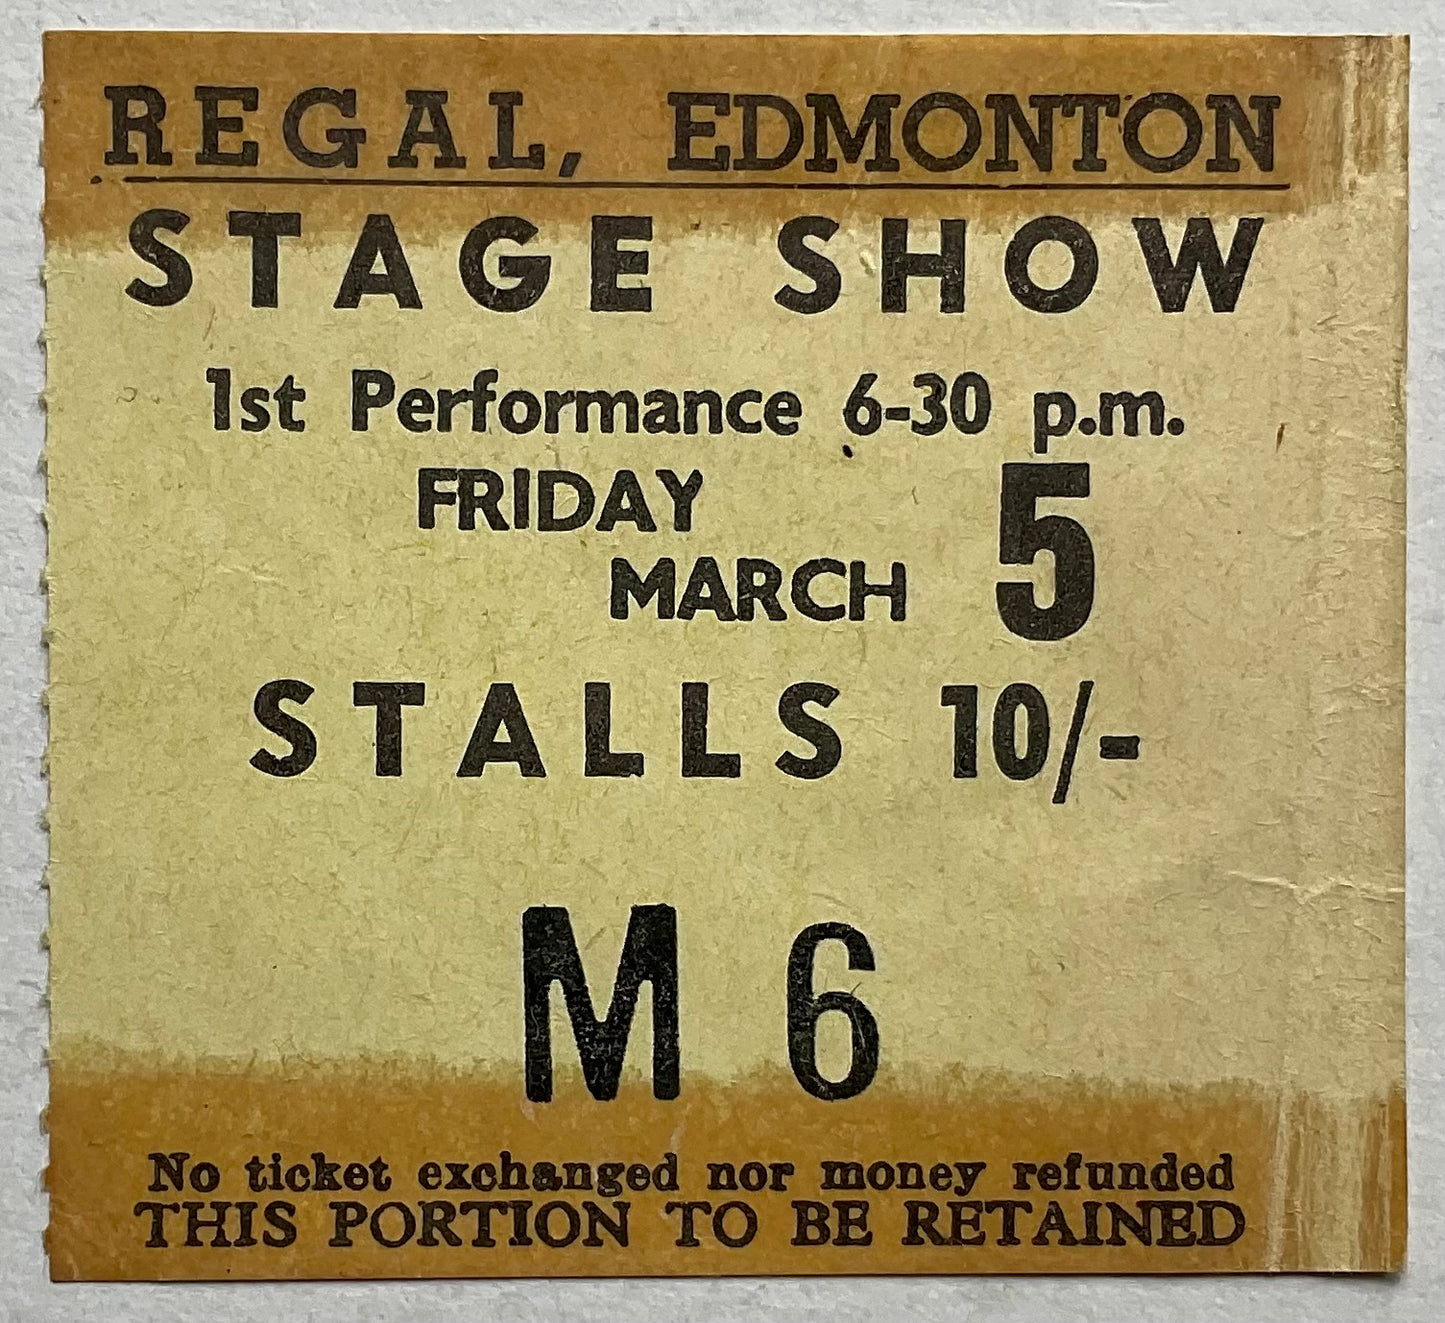 REGAL, EDMONTON
STAGE SHOW
1st Performance 6-30 p.m.
FRIDAY
MARCH 5
STALLS 10/-
M 6
No ticket exchanged nor money refunded
THIS PORTION TO BE RETAINED